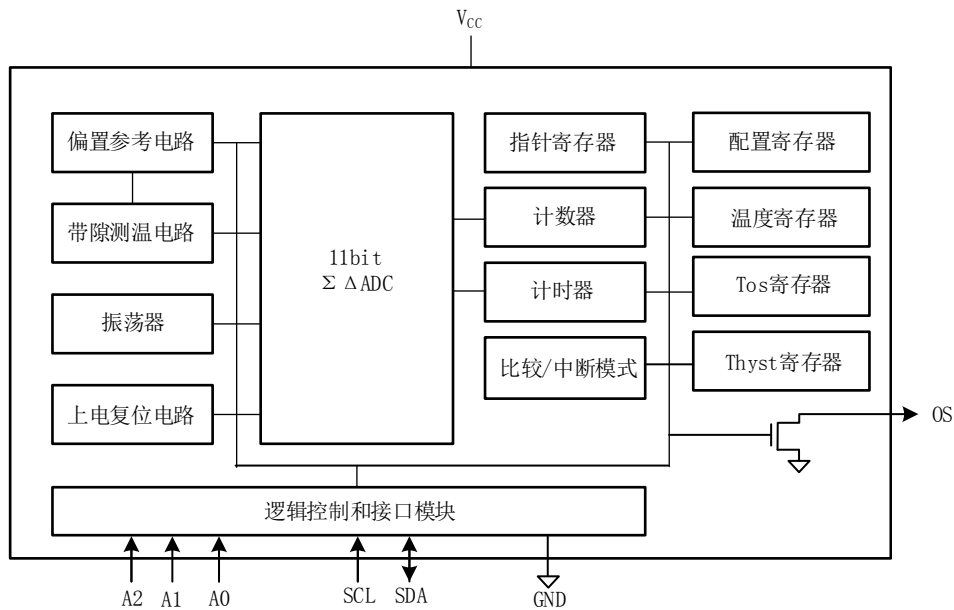 VCC
偏置参考电路
带隙测温电路
振荡器
上电复位电路
11bit
ΣΔADC
指针寄存器
计数器
计时器
比较/中断模式
配置寄存器
温度寄存器
Tos寄存器
Thyst寄存器
OS
逻辑控制和接口模块
A2 A1 A0 SCL SDA GND